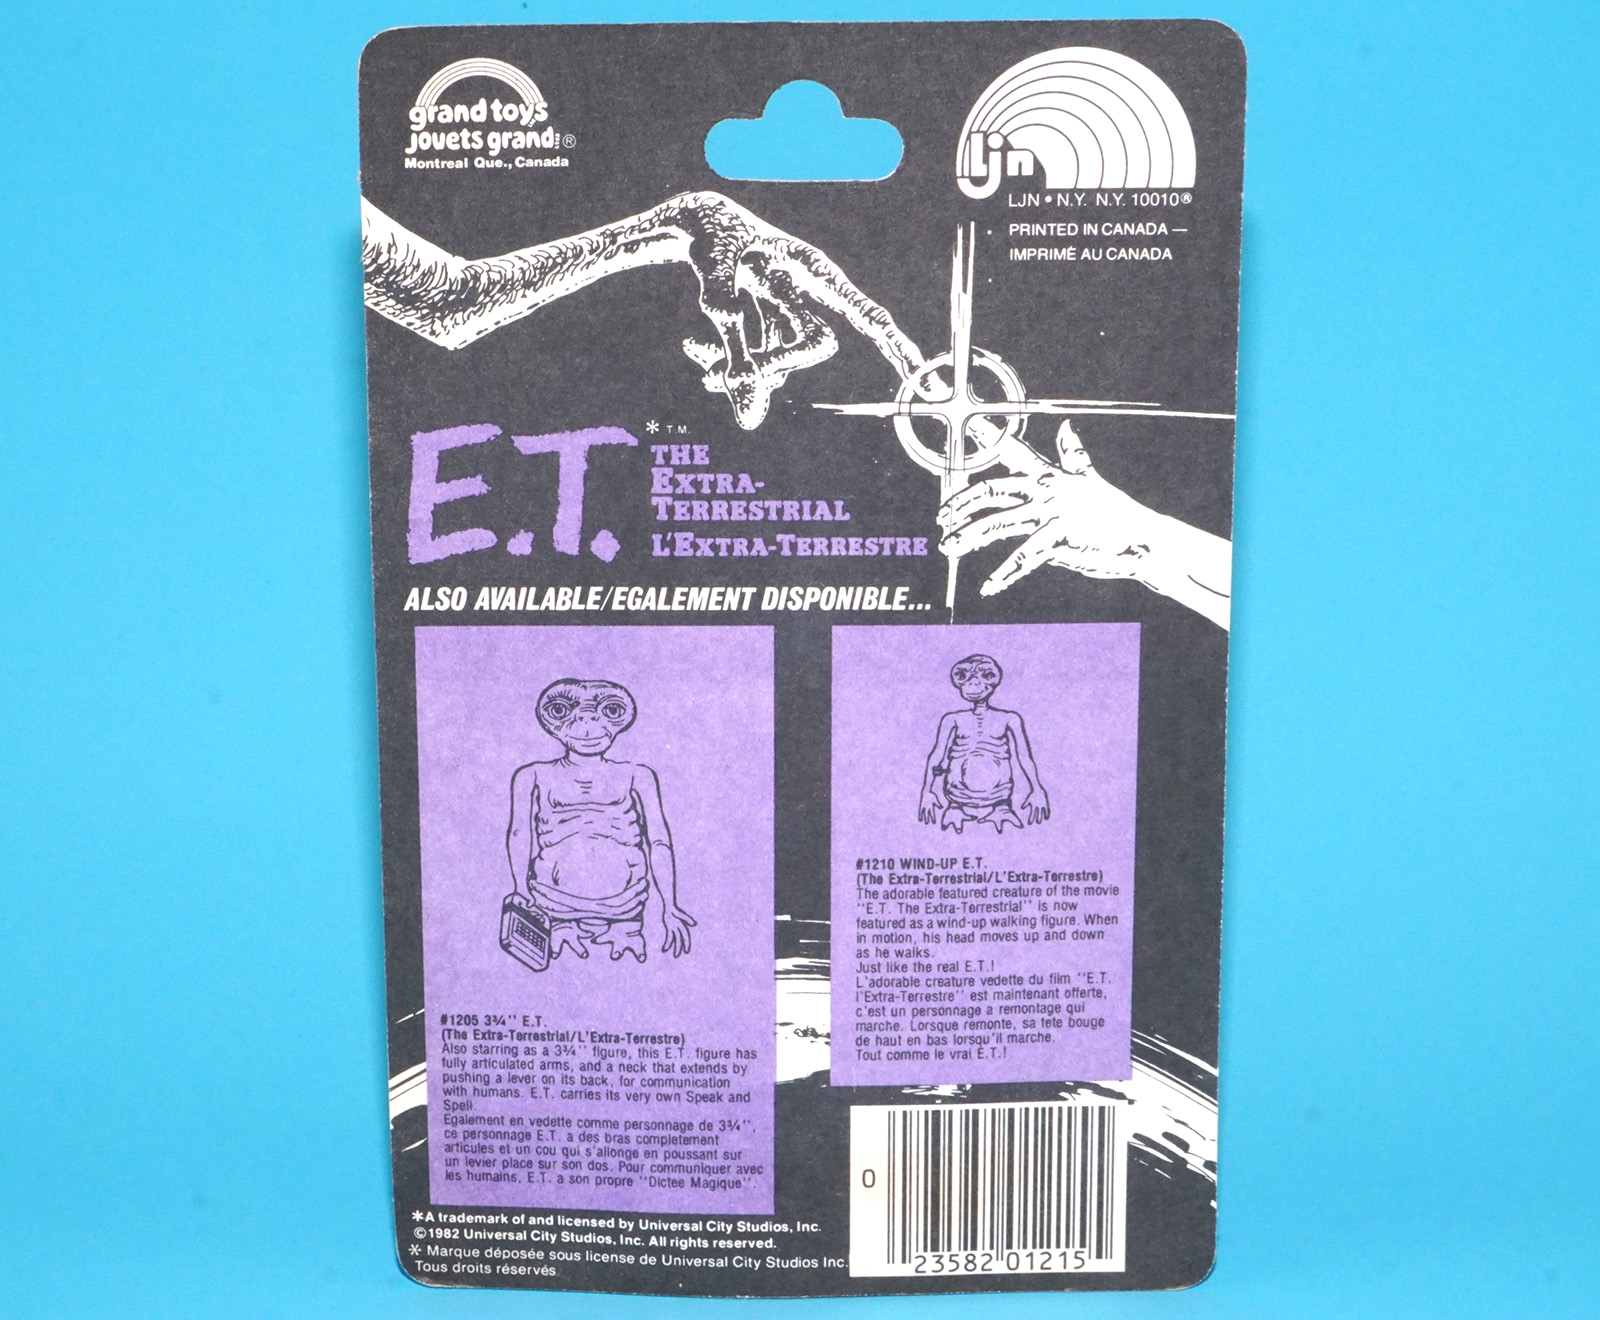 grand toys
jouets grand ®
Montreal Que., Canada
ljn
LJN • N.Y. N.Y. 10010®
PRINTED IN CANADA —
IMPRIMÉ AU CANADA
E.T.* T.M.
THE
EXTRA-
TERRESTRIAL
L'EXTRA-TERRESTRE
ALSO AVAILABLE/EGALEMENT DISPONIBLE...
#1205 3¾'' E.T.
(The Extra-Terrestrial/L'Extra-Terrestre)
Also starring as a 3¾'' figure, this E.T. figure has
fully articulated arms, and a neck that extends by
pushing a lever on its back, for communication
with humans. E.T. carries its very own Speak and
Spell.
Egalement en vedette comme personnage de 3¾'',
ce personnage E.T. a des bras completement
articules et un cou qui s'allonge en poussant sur
un levier place sur son dos. Pour communiquer avec
les humains, E.T. a son propre ''Dictee Magique''.
#1210 WIND-UP E.T.
(The Extra-Terrestrial/L'Extra-Terrestre)
The adorable featured creature of the movie
''E.T. The Extra-Terrestrial'' is now
featured as a wind-up walking figure. When
in motion, his head moves up and down
as he walks.
Just like the real E.T.!
L'adorable creature vedette du film ''E.T.
l'Extra-Terrestre'' est maintenant offerte,
c'est un personnage a remontage qui
marche. Lorsque remonte, sa tete bouge
de haut en bas lorsqu'il marche.
Tout comme le vrai E.T.!
*A trademark of and licensed by Universal City Studios, Inc.
©1982 Universal City Studios, Inc. All rights reserved.
* Marque déposée sous license de Universal City Studios Inc.
Tous droits réservés
0 23582 01215